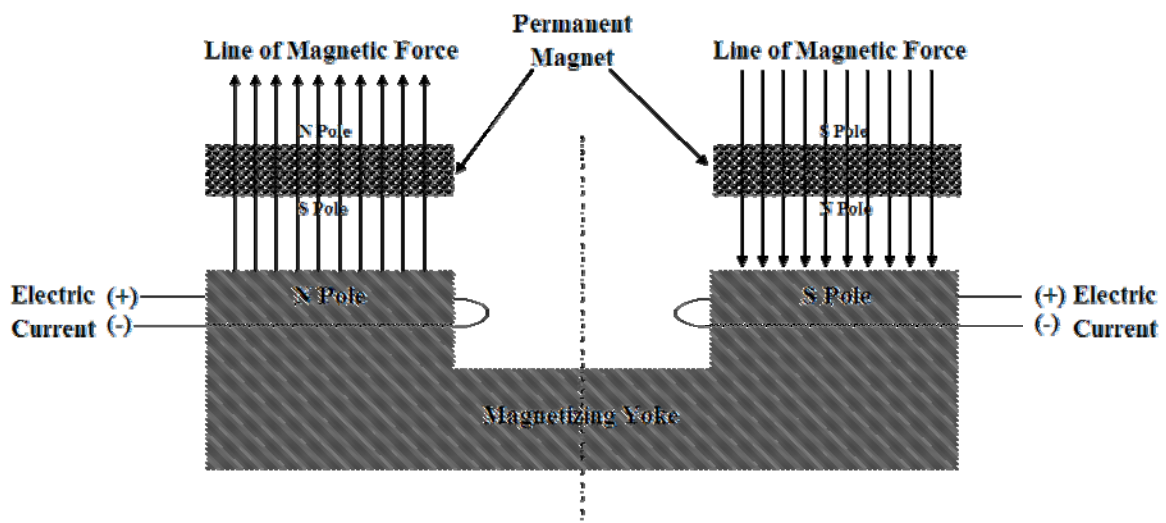 Permanent
Magnet
Line of Magnetic Force
Line of Magnetic Force
N Pole
S Pole
S Pole
N Pole
N Pole
S Pole
Electric (+)
Current (-)
(+) Electric
(-) Current
Magnetizing Yoke